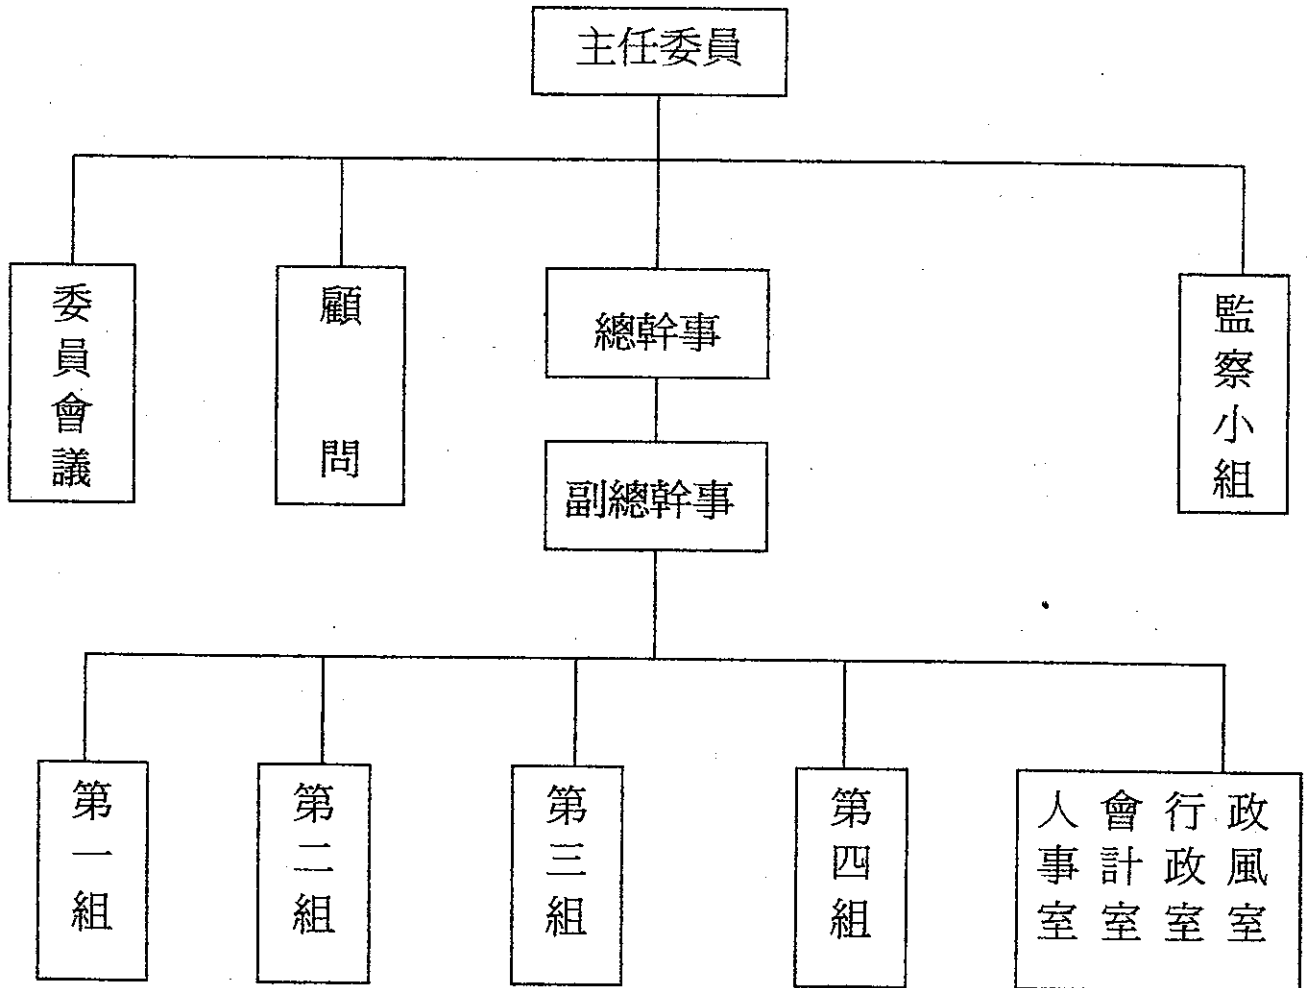 主任委員
委員會議
顧問
總幹事
監察小組
副總幹事
第一組
第二組
第三組
第四組
人事室
會計室
行政室
政風室